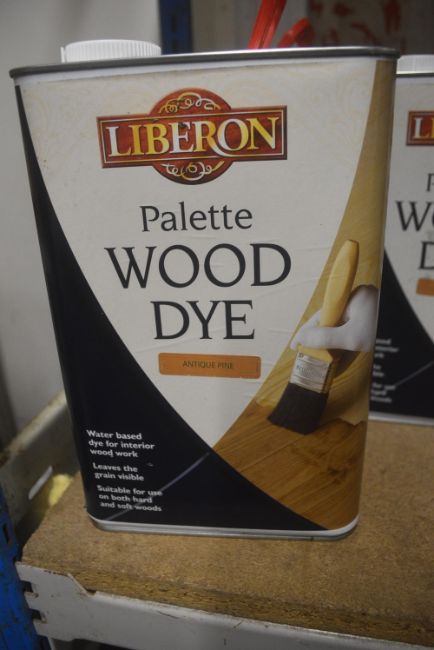 LIBERON
Palette
WOOD
DYE
ANTIQUE PINE
Water based
dye for interior
wood work
Leaves the
grain visible
Suitable for use
on both hard
and soft woods